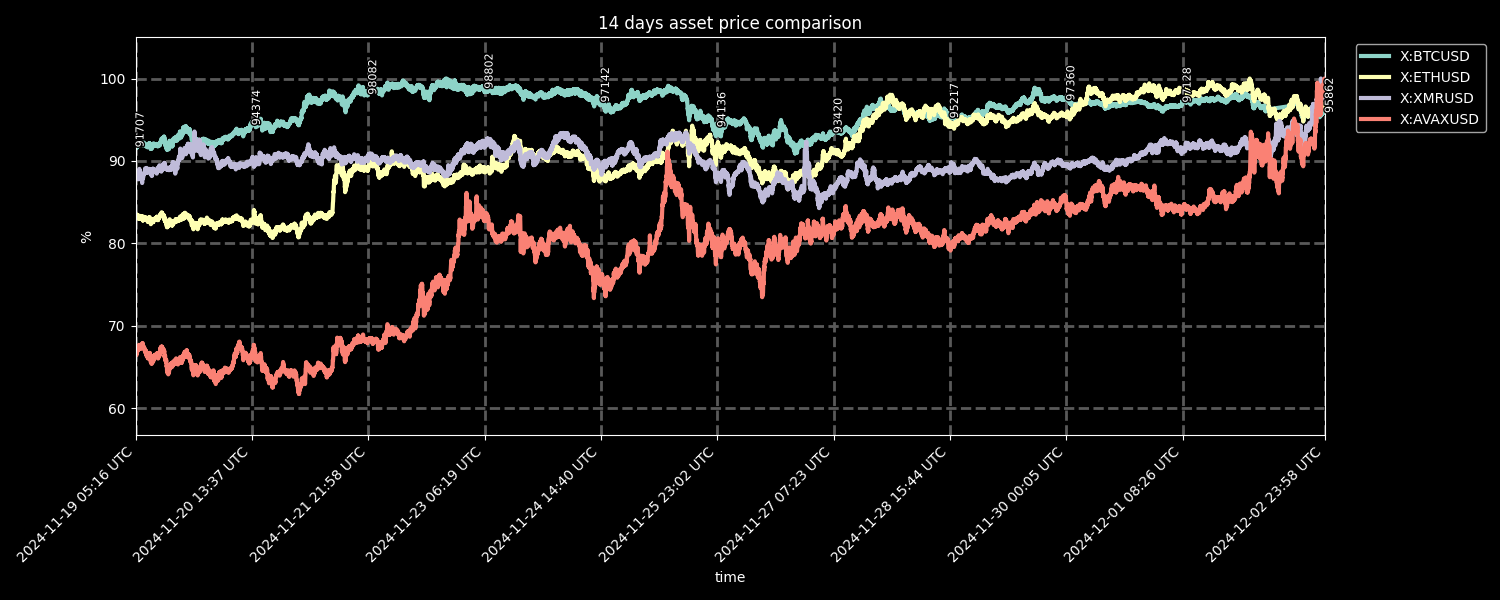 14 days asset price comparison
X:BTCUSD
X:ETHUSD
X:XMRUSD
X:AVAXUSD
100
90
80
70
60
%
91707
94374
98082
98802
97142
94136
93420
95217
97360
97128
95862
2024-11-19 05:16 UTC
2024-11-20 13:37 UTC
2024-11-21 21:58 UTC
2024-11-23 06:19 UTC
2024-11-24 14:40 UTC
2024-11-25 23:02 UTC
2024-11-27 07:23 UTC
2024-11-28 15:44 UTC
2024-11-30 00:05 UTC
2024-12-01 08:26 UTC
2024-12-02 23:58 UTC
time